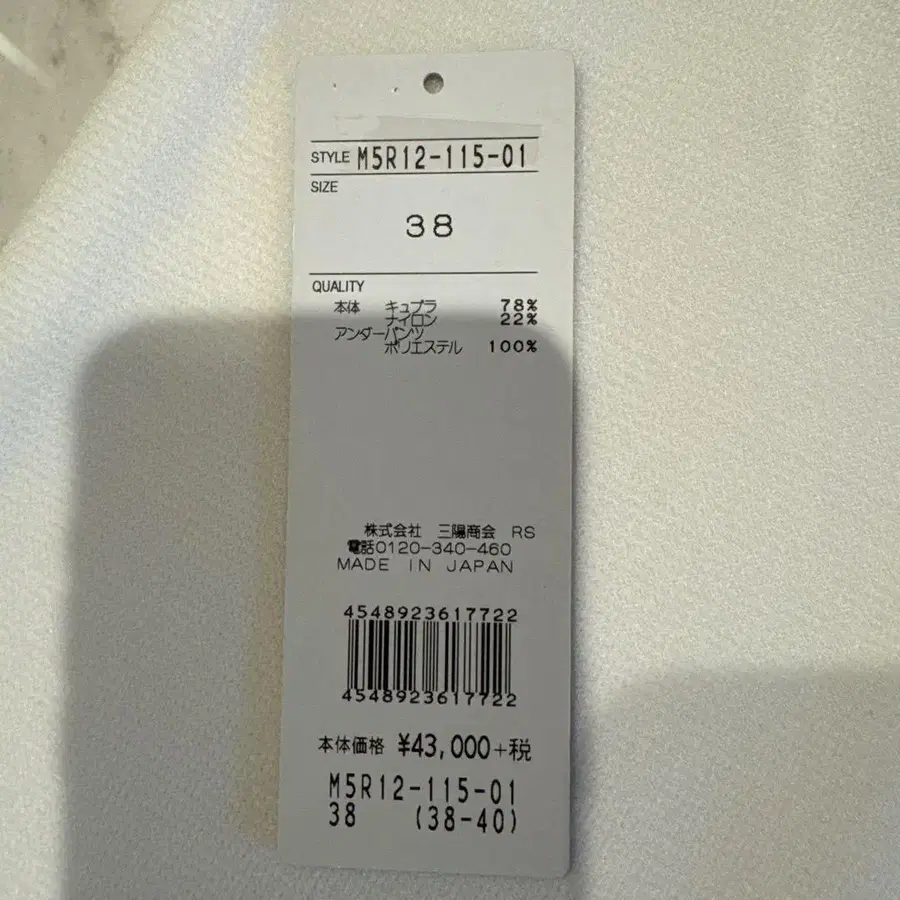 STYLE M5R12-115-01
SIZE
38
QUALITY
本体 キュプラ 78%
ナイロン 22%
アンダーパンツ
ポリエステル 100%
株式会社 三陽商会 RS
電話0120-340-460
MADE IN JAPAN
4548923617722
4548923617722
本体価格 ¥43,000+税
M5R12-115-01
38 (38-40)